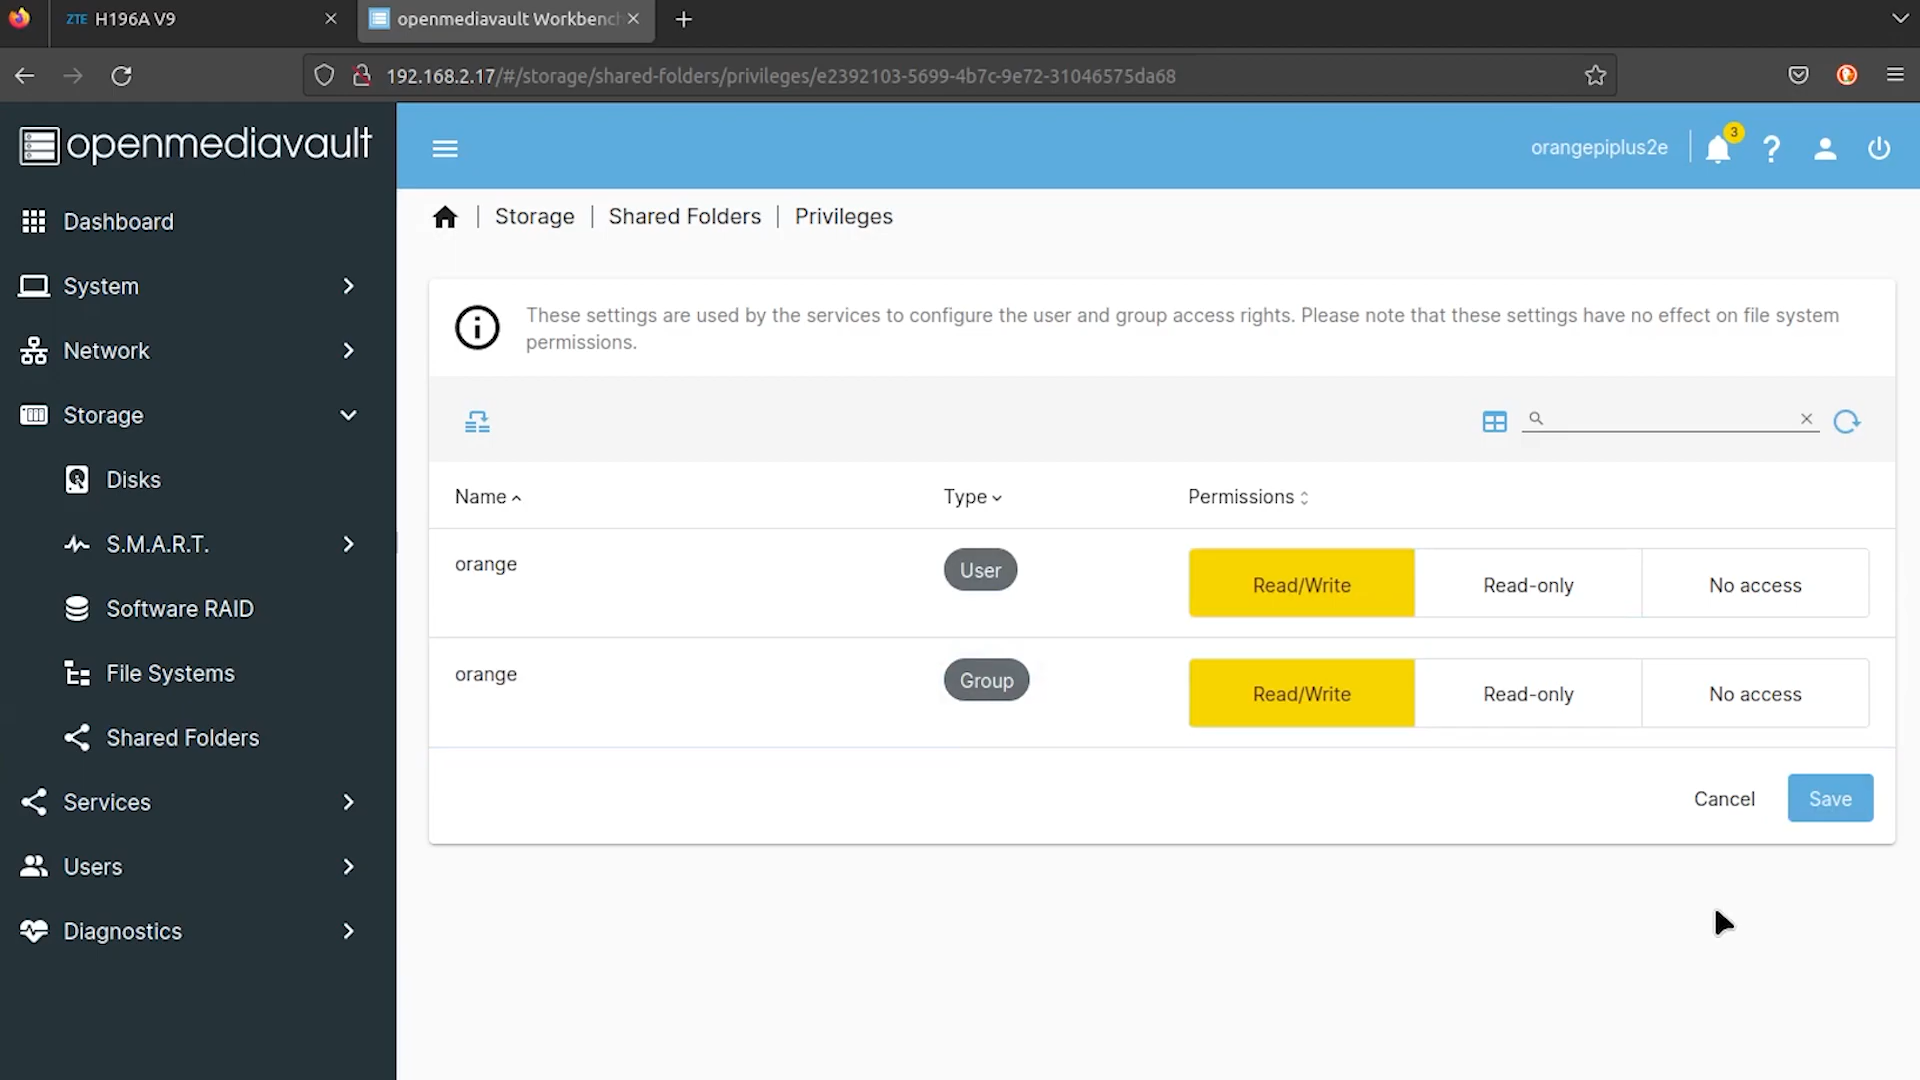 ZTE H196A V9
openmediavault Workbench
192.168.2.17/#/storage/shared-folders/privileges/e2392103-5699-4b7c-9e72-31046575da68
openmediavault
orangepiplus2e
3
?
Dashboard
System
Network
Storage
Disks
S.M.A.R.T.
Software RAID
File Systems
Shared Folders
Services
Users
Diagnostics
| Storage | Shared Folders | Privileges
These settings are used by the services to configure the user and group access rights. Please note that these settings have no effect on file system
permissions.
Name Type Permissions
orange User Read/Write Read-only No access
orange Group Read/Write Read-only No access
Cancel Save